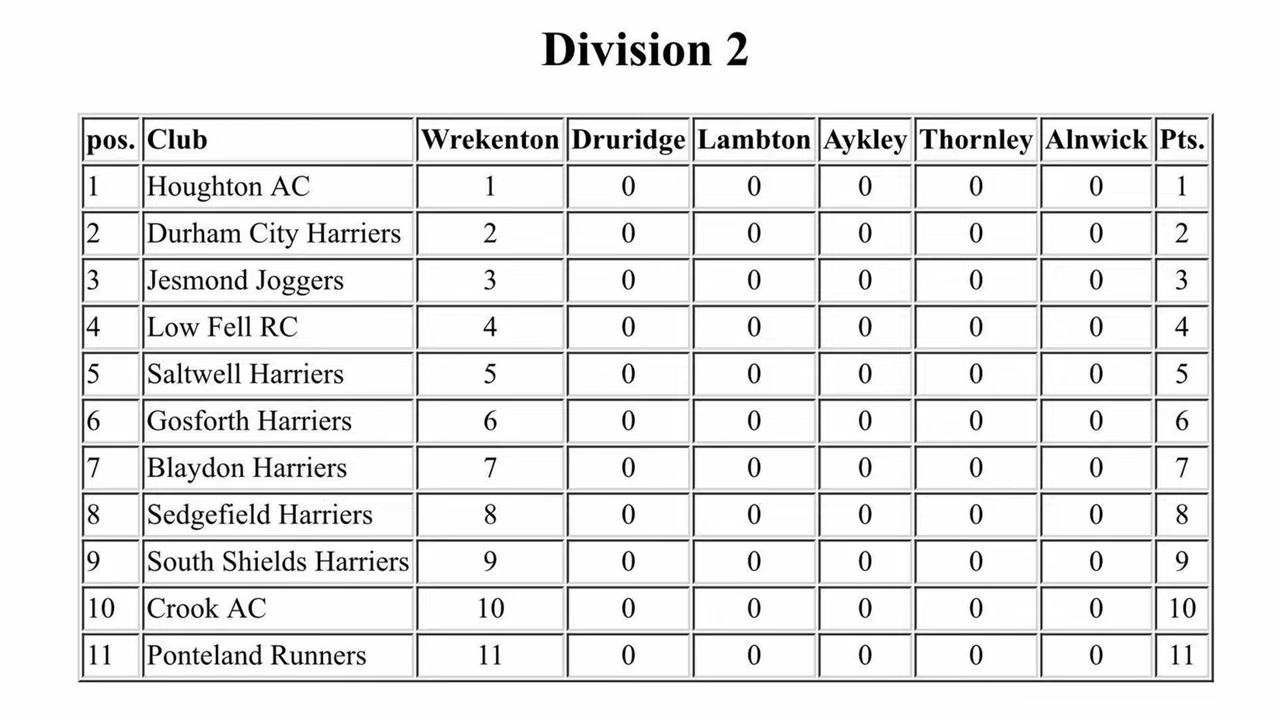 Division 2
pos. Club Wrekenton Druridge Lambton Aykley Thornley Alnwick Pts.
1 Houghton AC 1 0 0 0 0 0 1
2 Durham City Harriers 2 0 0 0 0 0 2
3 Jesmond Joggers 3 0 0 0 0 0 3
4 Low Fell RC 4 0 0 0 0 0 4
5 Saltwell Harriers 5 0 0 0 0 0 5
6 Gosforth Harriers 6 0 0 0 0 0 6
7 Blaydon Harriers 7 0 0 0 0 0 7
8 Sedgefield Harriers 8 0 0 0 0 0 8
9 South Shields Harriers 9 0 0 0 0 0 9
10 Crook AC 10 0 0 0 0 0 10
11 Ponteland Runners 11 0 0 0 0 0 11